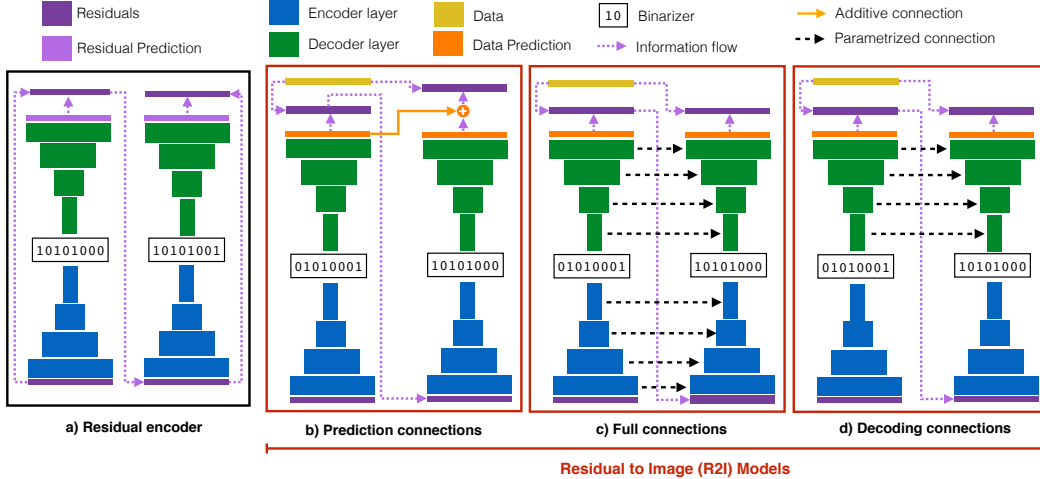 Residuals
Residual Prediction
Encoder layer
Decoder layer
Data
Data Prediction
10 Binarizer
Information flow
Additive connection
Parametrized connection
10101000 10101001
01010001 10101000
01010001 10101000
01010001 10101000
a) Residual encoder
b) Prediction connections
c) Full connections
d) Decoding connections
Residual to Image (R2I) Models